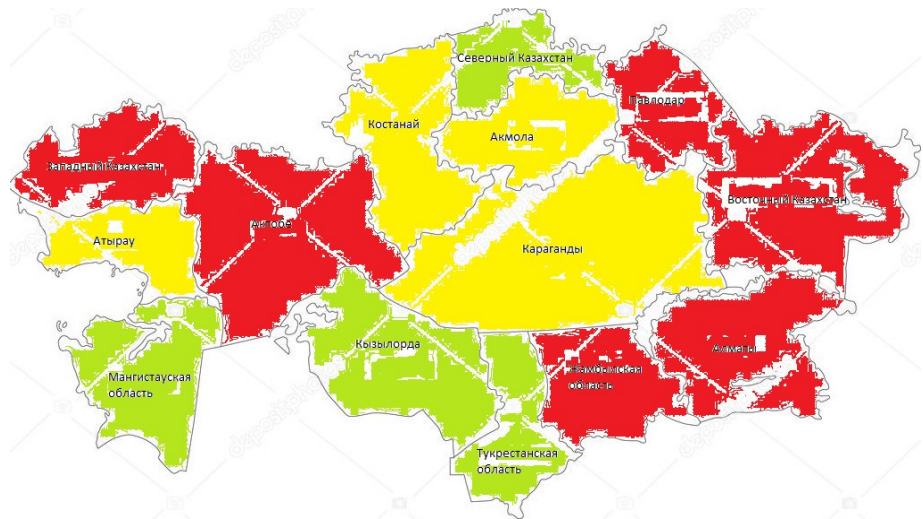 Северный Казахстан
Павлодар
Костанай
Акмола
Западный Казахстан
Восточный Казахстан
Актобе
Атырау
Караганды
Кызылорда
Алматы
Жамбылская
область
Мангистауская
область
Тукрестанская
область